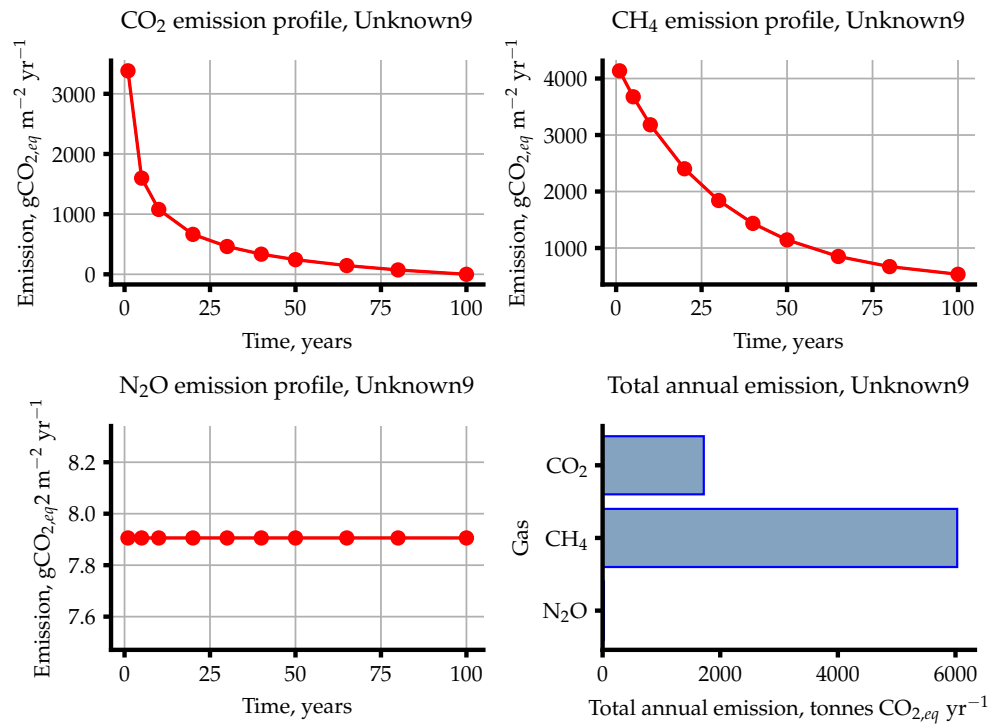 CO₂ emission profile, Unknown9
Emission, gCO₂,eq m⁻² yr⁻¹
3000
2000
1000
0
0 25 50 75 100
Time, years
CH₄ emission profile, Unknown9
Emission, gCO₂,eq m⁻² yr⁻¹
4000
3000
2000
1000
0 25 50 75 100
Time, years
N₂O emission profile, Unknown9
Emission, gCO₂,eq2 m⁻² yr⁻¹
8.2
8.0
7.8
7.6
0 25 50 75 100
Time, years
Total annual emission, Unknown9
Gas
CO₂
CH₄
N₂O
0 2000 4000 6000
Total annual emission, tonnes CO₂,eq yr⁻¹